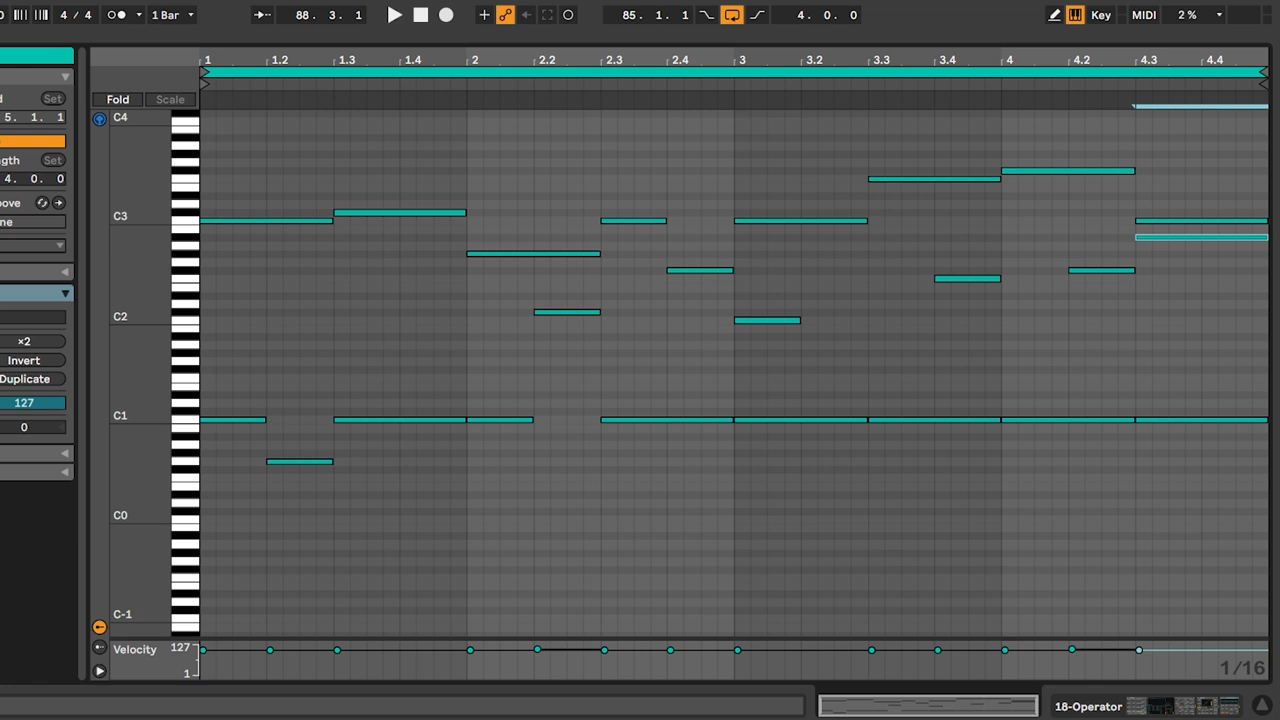 4 / 4 1 Bar 88. 3. 1 85. 1. 1 4. 0. 0 Key MIDI 2 %
1 1.2 1.3 1.4 2 2.2 2.3 2.4 3 3.2 3.3 3.4 4 4.2 4.3 4.4
Fold Scale
d Set
5. 1. 1
C4
ngth Set
4. 0. 0
oove
ne
C3
C2
×2
Invert
Duplicate
127
0
C1
C0
C-1
Velocity 127
1
1/16
18-Operator